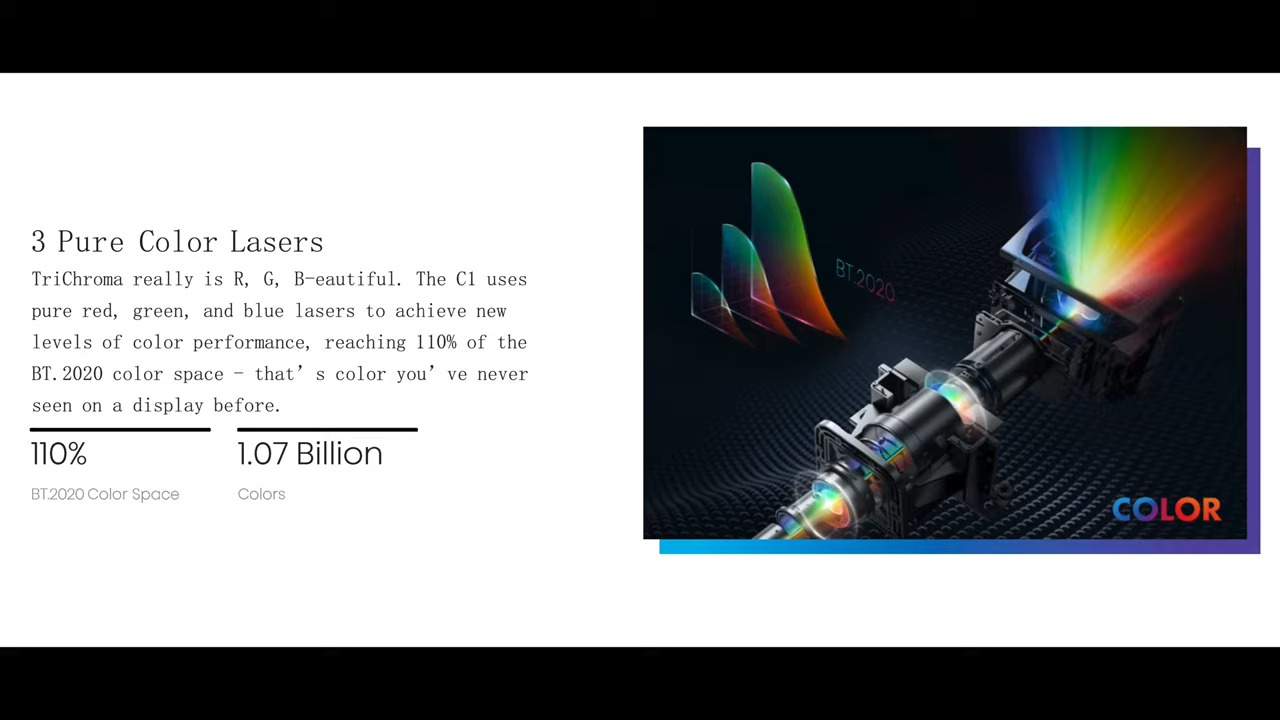 3 Pure Color Lasers
TriChroma really is R, G, B-eautiful. The C1 uses
pure red, green, and blue lasers to achieve new
levels of color performance, reaching 110% of the
BT.2020 color space – that’s color you’ve never
seen on a display before.
110%
1.07 Billion
BT.2020 Color Space
Colors
BT.2020
COLOR